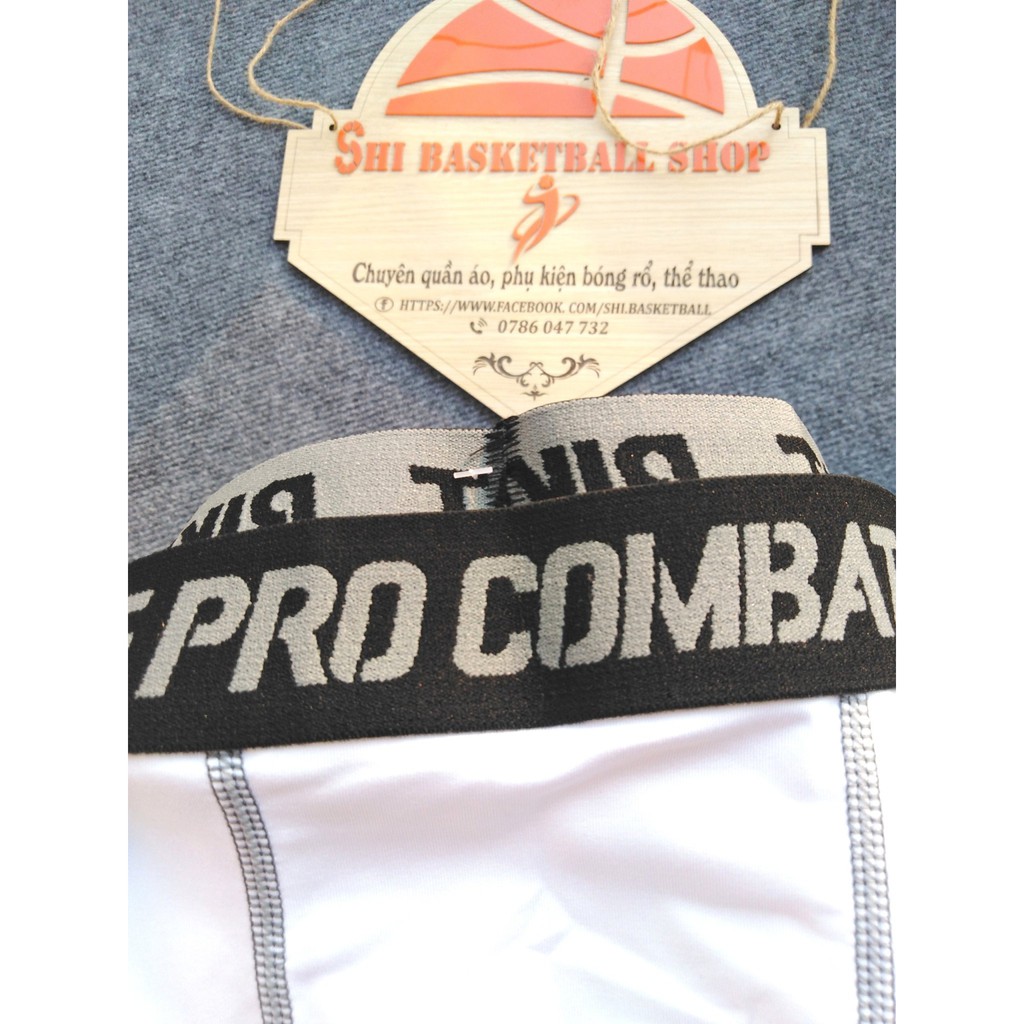 SHI BASKETBALL SHOP
Chuyên quần áo, phụ kiện bóng rổ, thể thao
HTTPS://WWW.FACEBOOK.COM/SHI.BASKETBALL
0786 047 732
PRO COMBAT